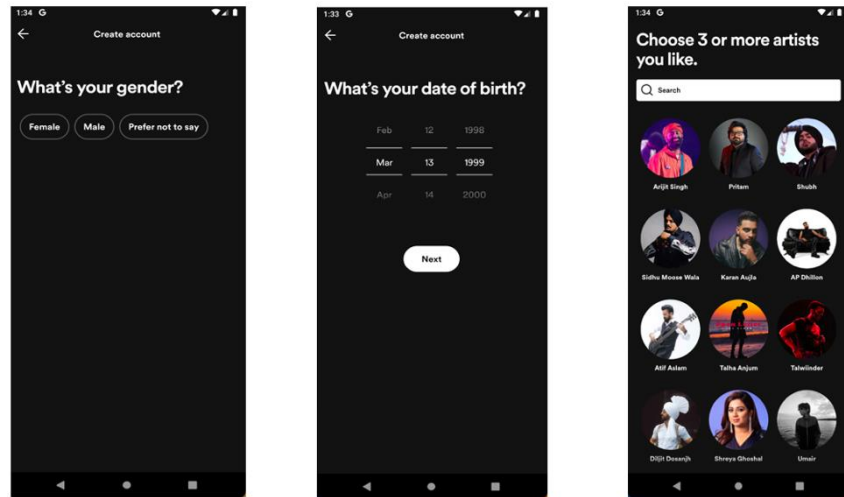 1:34 G
Create account
What's your gender?
Female Male Prefer not to say
1:33 G
Create account
What's your date of birth?
Feb 12 1998
Mar 13 1999
Apr 14 2000
Next
1:34 G
Choose 3 or more artists
you like.
Search
Arijit Singh Pritam Shubh
Sidhu Moose Wala Karan Aujla AP Dhillon
Atif Aslam Talha Anjum Talwiinder
Diljit Dosanjh Shreya Ghoshal Umair